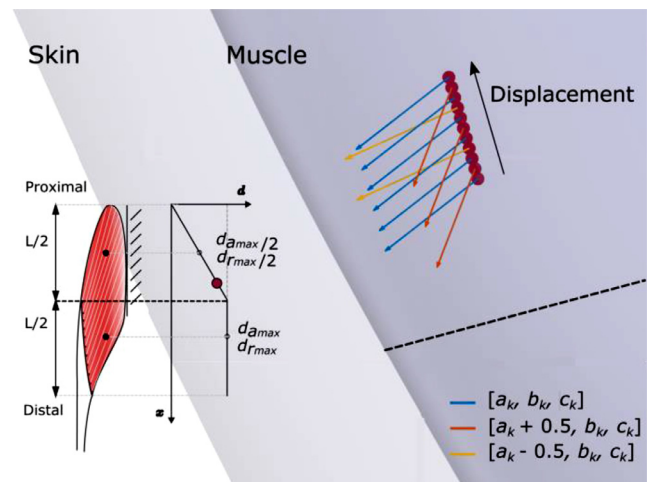 Skin
Muscle
Displacement
Proximal
d
L/2
d_{a_{max}}/2
d_{r_{max}}/2
L/2
d_{a_{max}}
d_{r_{max}}
Distal
x
[a_k, b_k, c_k]
[a_k + 0.5, b_k, c_k]
[a_k - 0.5, b_k, c_k]